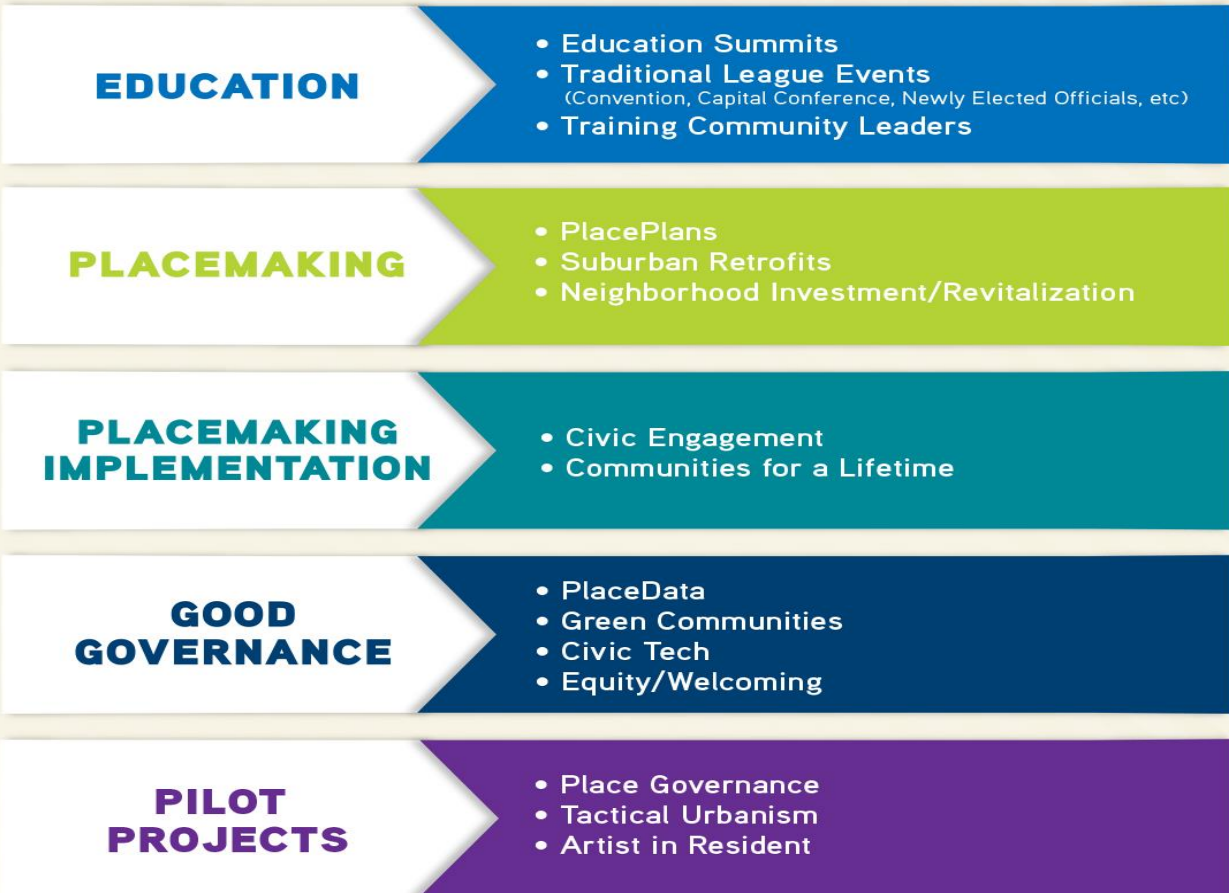 EDUCATION
• Education Summits
• Traditional League Events
(Convention, Capital Conference, Newly Elected Officials, etc)
• Training Community Leaders
PLACEMAKING
• PlacePlans
• Suburban Retrofits
• Neighborhood Investment/Revitalization
PLACEMAKING
IMPLEMENTATION
• Civic Engagement
• Communities for a Lifetime
GOOD
GOVERNANCE
• PlaceData
• Green Communities
• Civic Tech
• Equity/Welcoming
PILOT
PROJECTS
• Place Governance
• Tactical Urbanism
• Artist in Resident